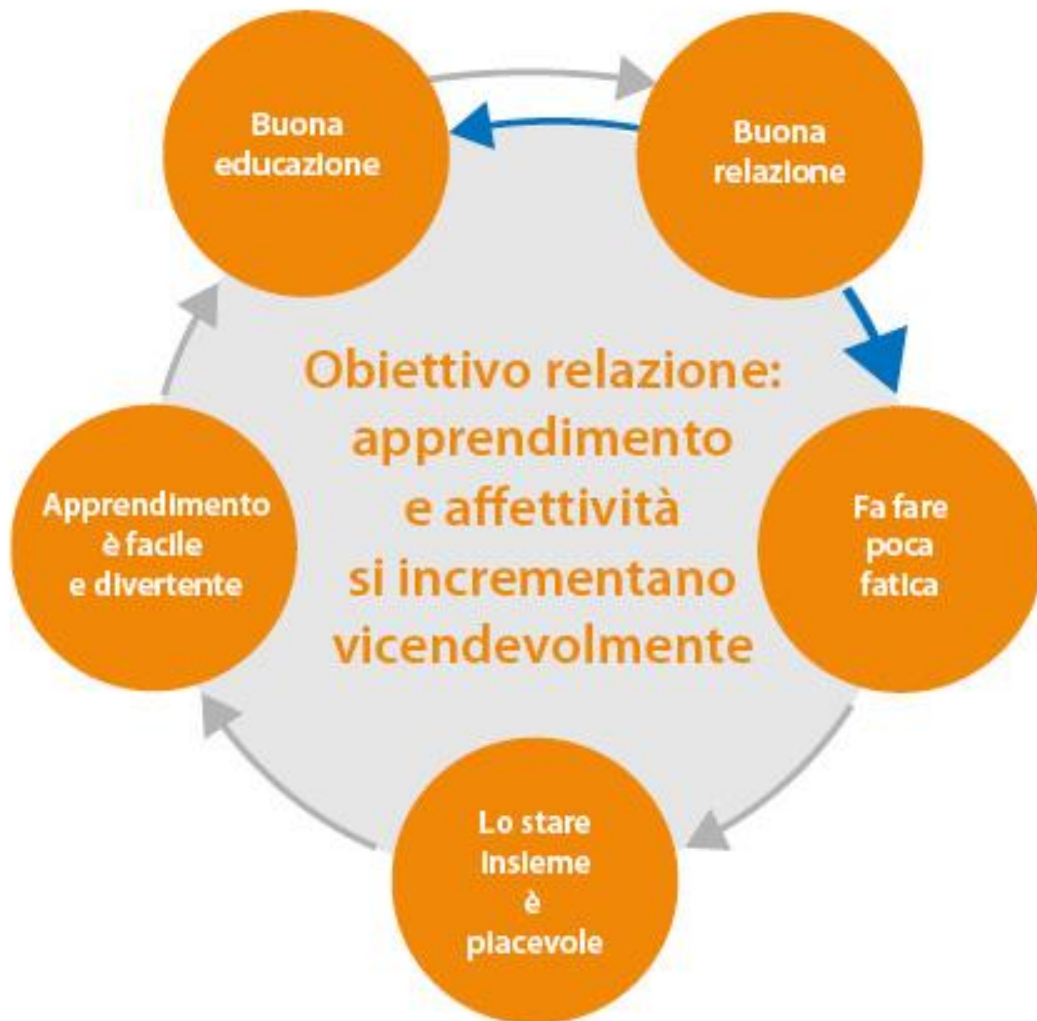 Buona
educazione
Buona
relazione
Obiettivo relazione:
apprendimento
e affettività
si incrementano
vicendevolmente
Apprendimento
è facile
e divertente
Fa fare
poca
fatica
Lo stare
insieme
è
piacevole